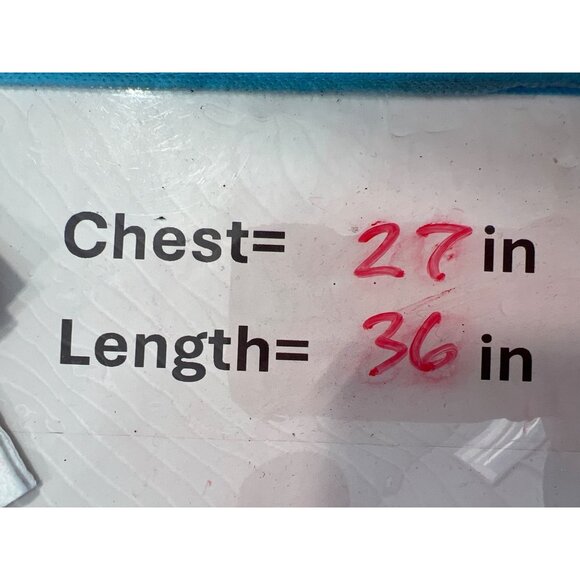 Chest= 27 in
Length= 36 in